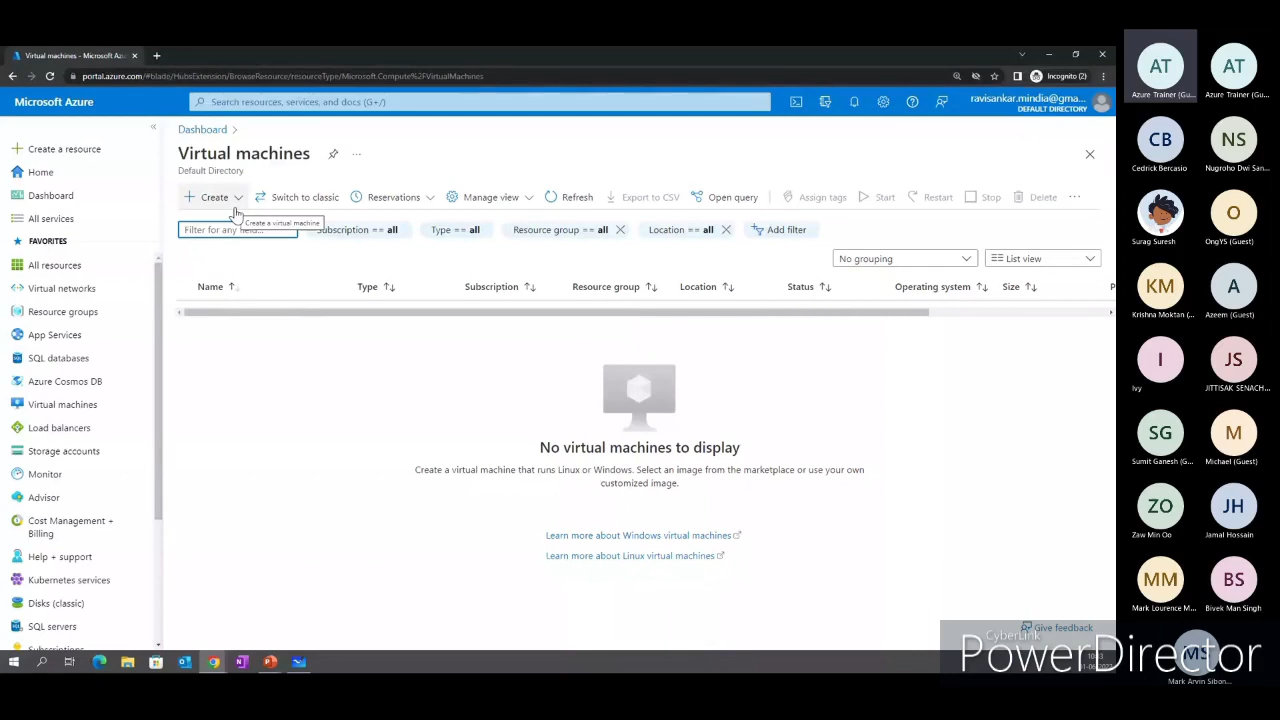 Virtual machines - Microsoft Azu
portal.azure.com/#blade/HubsExtension/BrowseResource/resourceType/Microsoft.Compute%2FVirtualMachines
Incognito (2)
Microsoft Azure
Search resources, services, and docs (G+/)
ravisankar.mindia@gma...
DEFAULT DIRECTORY
Create a resource
Home
Dashboard
All services
FAVORITES
All resources
Virtual networks
Resource groups
App Services
SQL databases
Azure Cosmos DB
Virtual machines
Load balancers
Storage accounts
Monitor
Advisor
Cost Management +
Billing
Help + support
Kubernetes services
Disks (classic)
SQL servers
Dashboard >
Virtual machines
Default Directory
Create
Switch to classic
Reservations
Manage view
Refresh
Export to CSV
Open query
Assign tags
Start
Restart
Stop
Delete
Create a virtual machine
Filter for any field...
Subscription == all
Type == all
Resource group == all
Location == all
Add filter
No grouping
List view
Name
Type
Subscription
Resource group
Location
Status
Operating system
Size
P
No virtual machines to display
Create a virtual machine that runs Linux or Windows. Select an image from the marketplace or use your own
customized image.
Learn more about Windows virtual machines
Learn more about Linux virtual machines
Give feedback
CyberLink
PowerDirector
AT
Azure Trainer (Gu...
AT
Azure Trainer (Gu...
CB
Cedrick Bercasio
NS
Nugroho Dwi San...
Surag Suresh
O
OngYS (Guest)
KM
Krishna Moktan (...
A
Azeem (Guest)
I
Ivy
JS
JITTISAK SENACH...
SG
Sumit Ganesh (G...
M
Michael (Guest)
ZO
Zaw Min Oo
JH
Jamal Hossain
MM
Mark Lourence M...
BS
Bivek Man Singh
MS
Mark Arvin Sibon...